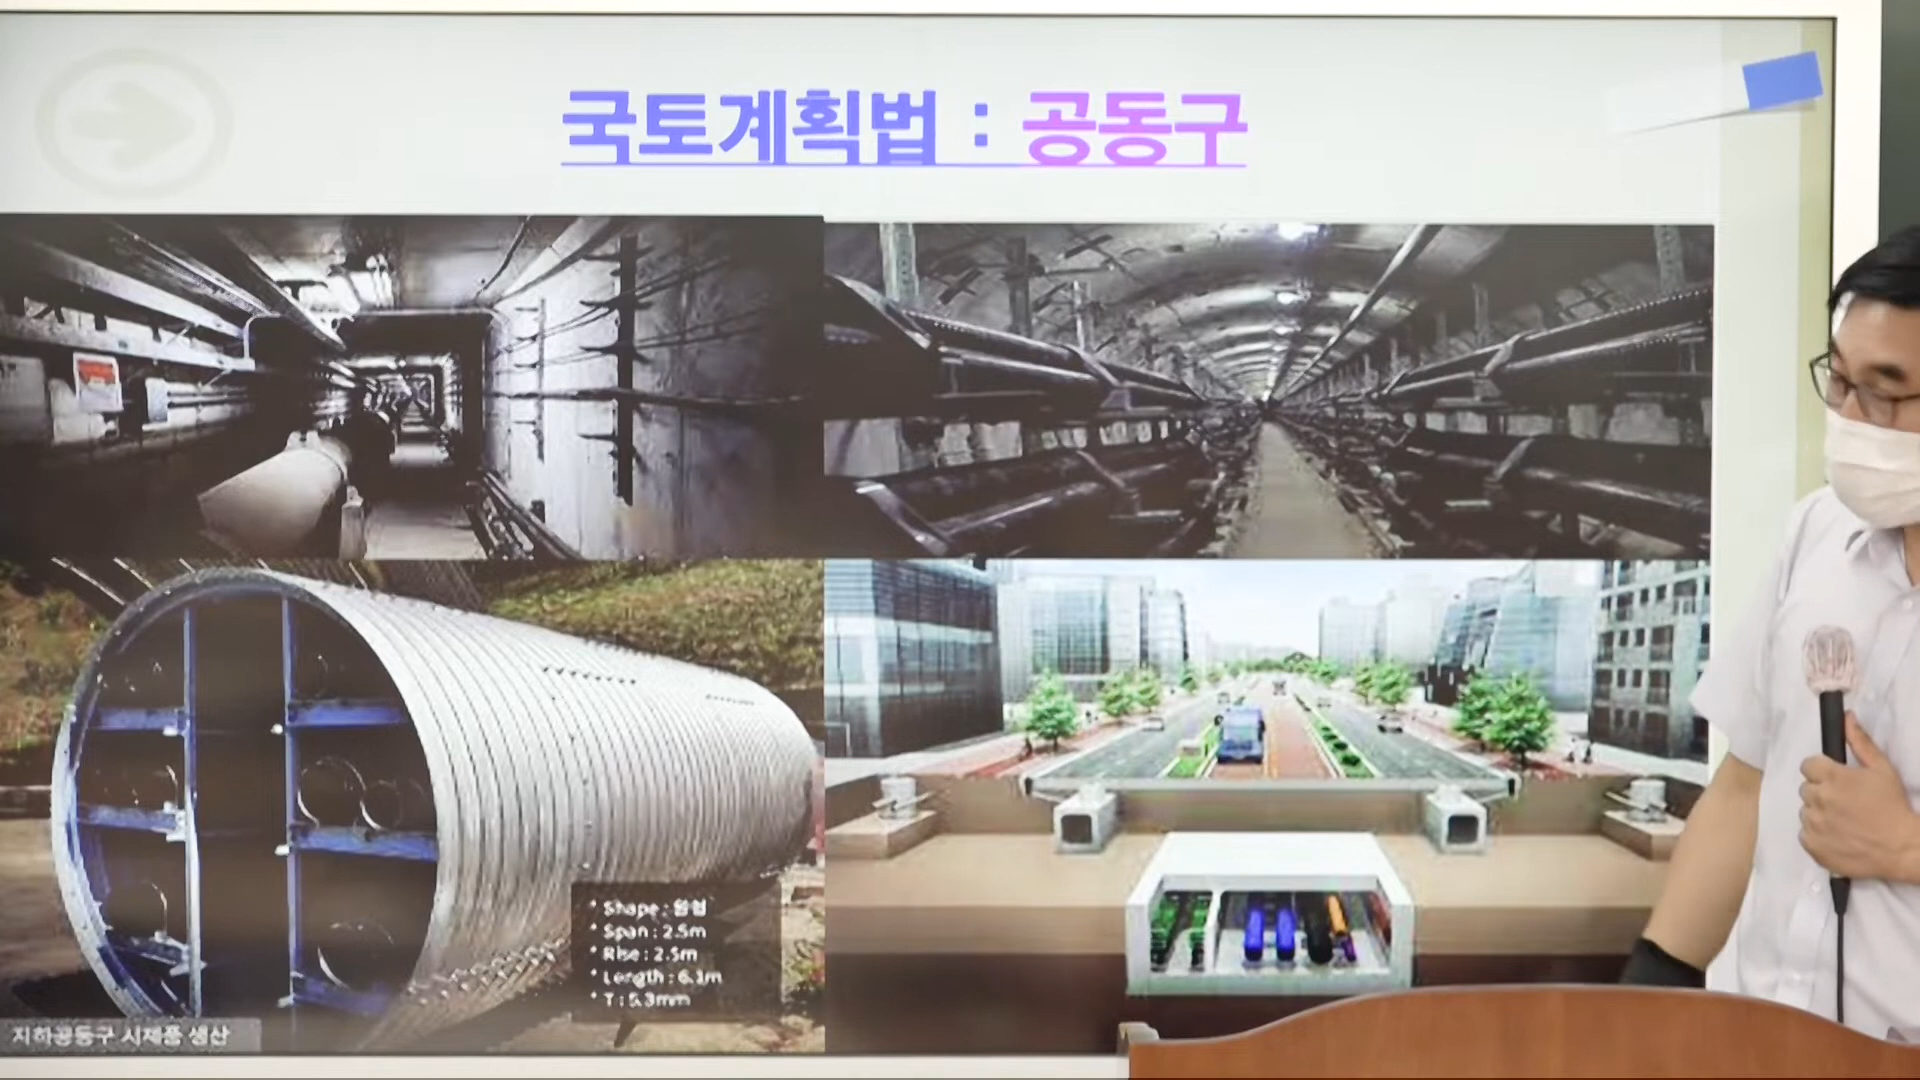 국토계획법 : 공동구
* Shape : 원형
* Span : 2.5m
* Rise : 2.5m
* Length : 6.1m
* T : 5.3mm
지하공동구 시제품 생산